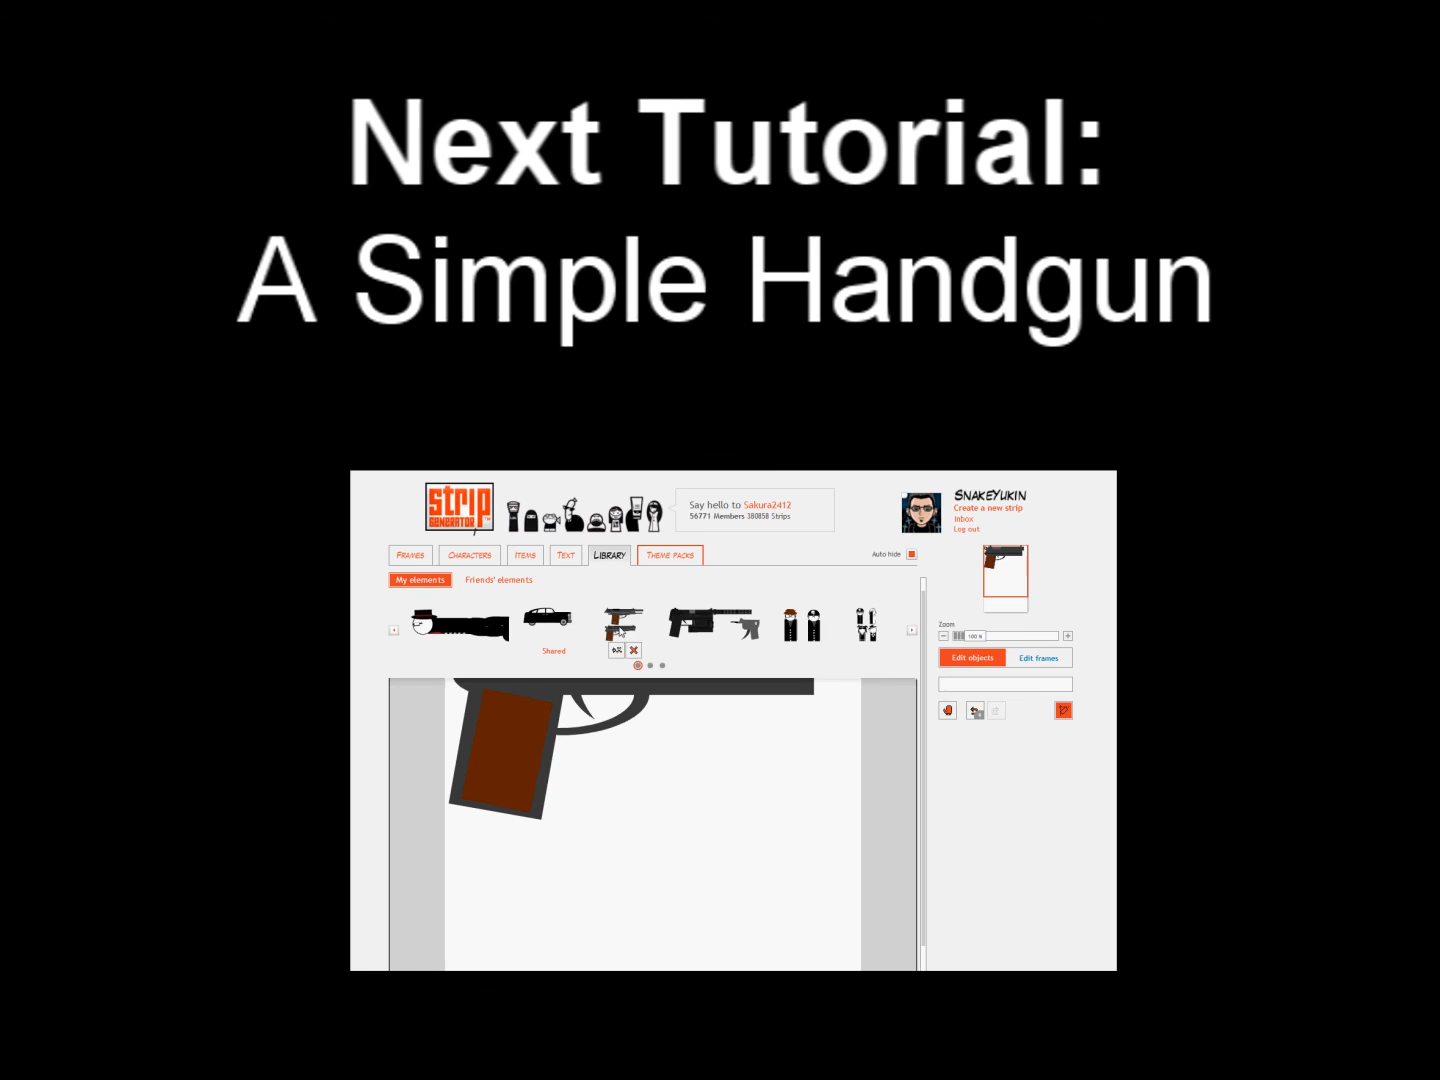 Next Tutorial:
A Simple Handgun
strip
GENERATOR
TM
Say hello to Sakura2412
56771 Members 380858 Strips
SnakeYukin
Create a new strip
Inbox
Log out
Frames
Characters
Items
Text
Library
Theme packs
Auto hide
My elements
Friends' elements
Shared
Zoom
100 %
Edit objects
Edit frames